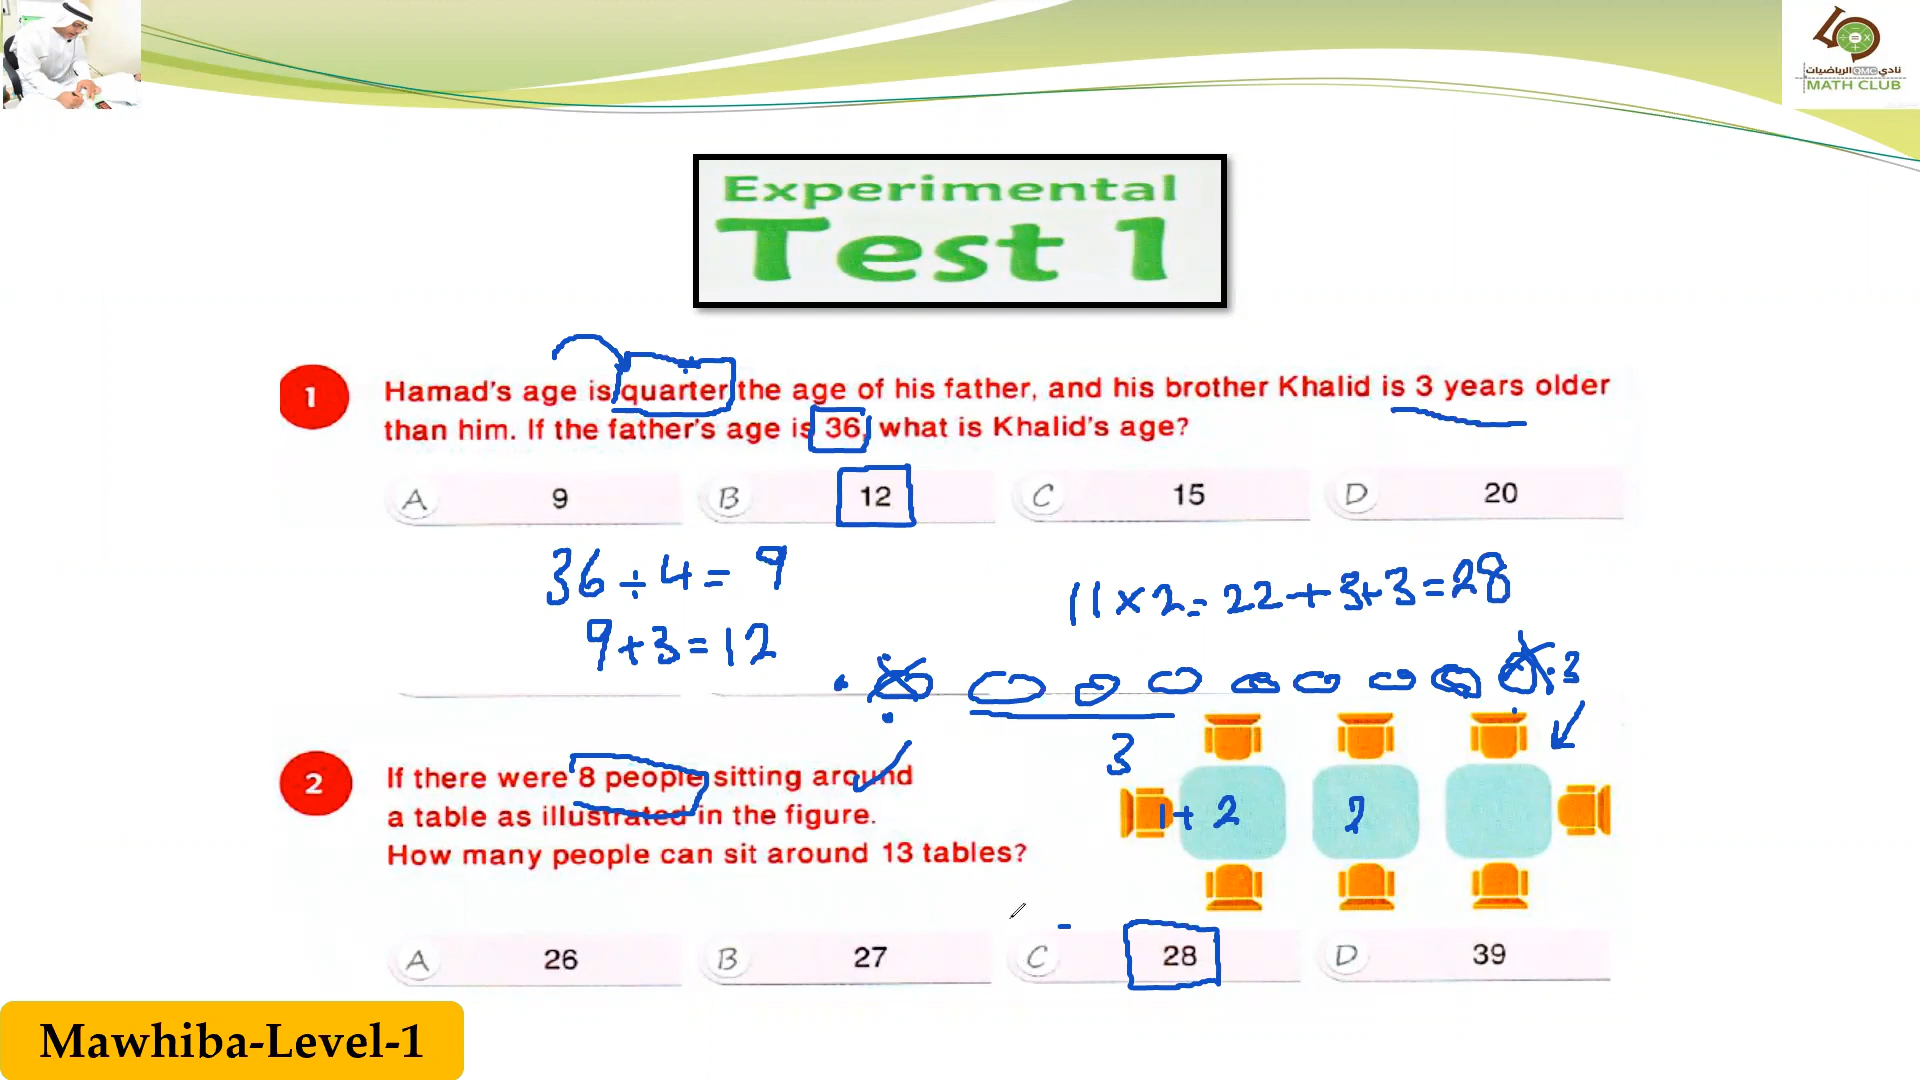 نادي QMC الرياضيات
MATH CLUB
Experimental
Test 1
1
Hamad's age is quarter the age of his father, and his brother Khalid is 3 years older
than him. If the father's age is 36, what is Khalid's age?
A 9 B 12 C 15 D 20
36 ÷ 4 = 9
11 × 2 = 22 + 3 + 3 = 28
9 + 3 = 12
3
3
2
If there were 8 people sitting around
a table as illustrated in the figure.
How many people can sit around 13 tables?
1 + 2 2
A 26 B 27 C 28 D 39
Mawhiba-Level-1